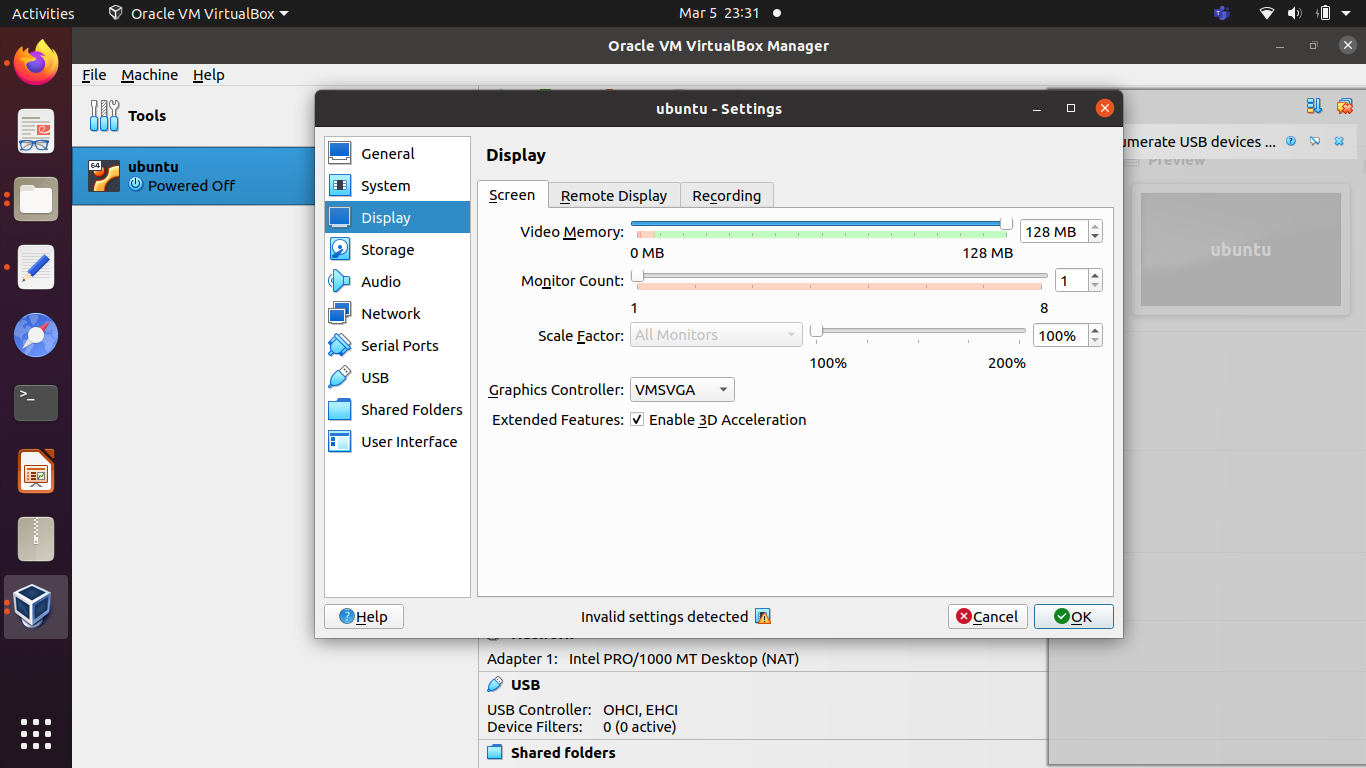 Activities
Oracle VM VirtualBox
Mar 5 23:31
Oracle VM VirtualBox Manager
File Machine Help
Tools
64
ubuntu
Powered Off
ubuntu - Settings
General
System
Display
Storage
Audio
Network
Serial Ports
USB
Shared Folders
User Interface
Display
Screen Remote Display Recording
Video Memory: 128 MB
0 MB 128 MB
Monitor Count: 1
1 8
Scale Factor: All Monitors 100%
100% 200%
Graphics Controller: VMSVGA
Extended Features: Enable 3D Acceleration
Help
Invalid settings detected
Cancel
OK
umerate USB devices ...
Preview
ubuntu
Adapter 1: Intel PRO/1000 MT Desktop (NAT)
USB
USB Controller: OHCI, EHCI
Device Filters: 0 (0 active)
Shared folders